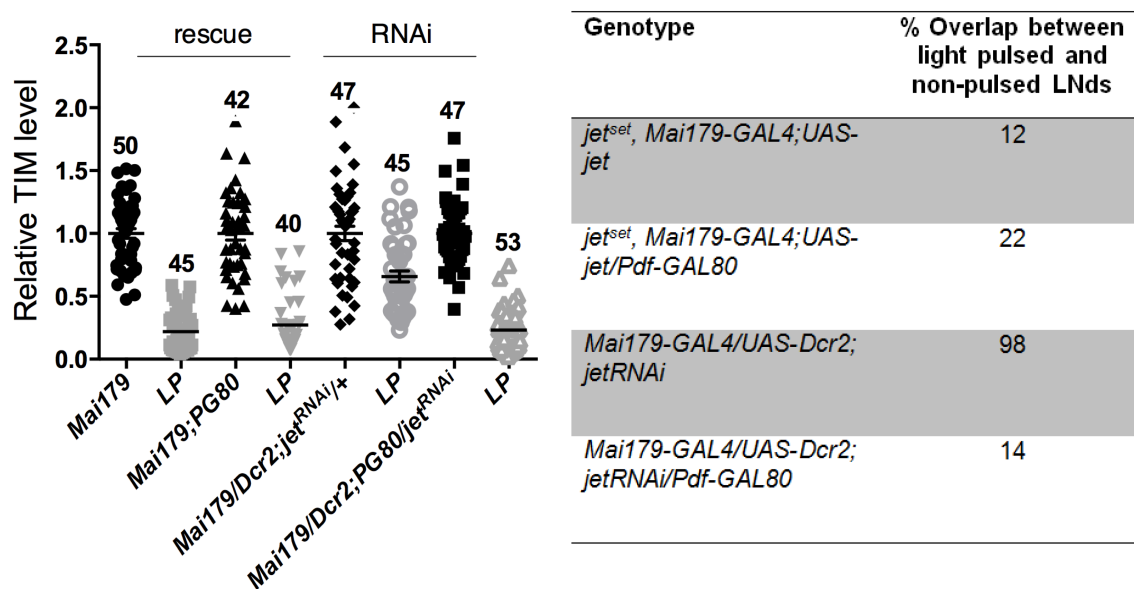 rescue
RNAi
Relative TIM level
2.5
2.0
1.5
1.0
0.5
0.0
50
45
42
40
47
45
47
53
Mai179
LP
Mai179;PG80
LP
Mai179/Dcr2;jetRNAi/+
LP
Mai179/Dcr2;PG80/jetRNAi
LP
Genotype
% Overlap between
light pulsed and
non-pulsed LNds
jetset, Mai179-GAL4;UAS-
jet
12
jetset, Mai179-GAL4;UAS-
jet/Pdf-GAL80
22
Mai179-GAL4/UAS-Dcr2;
jetRNAi
98
Mai179-GAL4/UAS-Dcr2;
jetRNAi/Pdf-GAL80
14